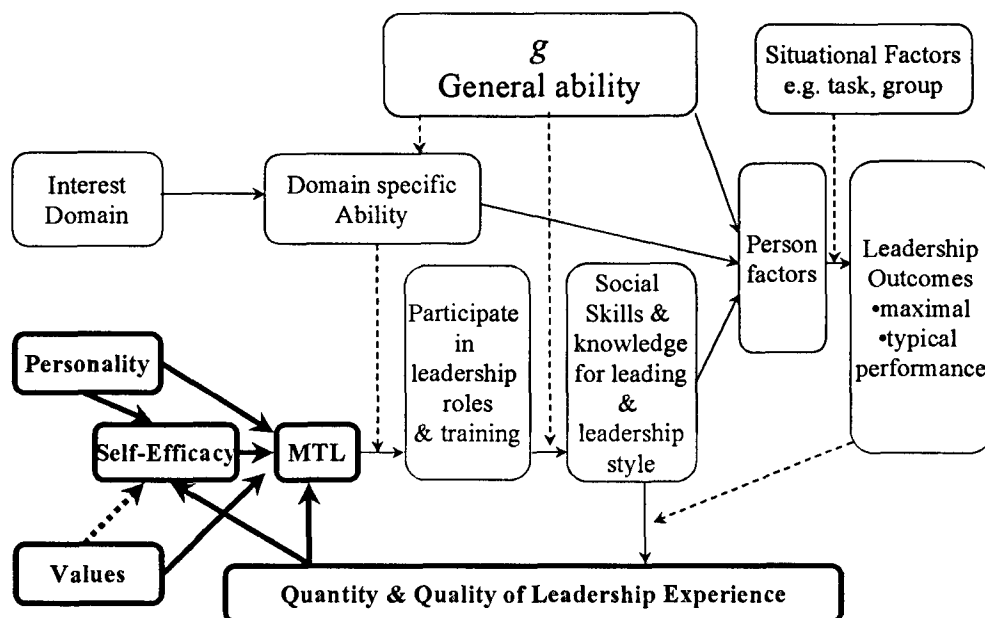 g
General ability
Situational Factors
e.g. task, group
Interest
Domain
Domain specific
Ability
Person
factors
Leadership
Outcomes
•maximal
•typical
performance
Participate
in
leadership
roles
& training
Social
Skills &
knowledge
for leading
&
leadership
style
Personality
Self-Efficacy
MTL
Values
Quantity & Quality of Leadership Experience